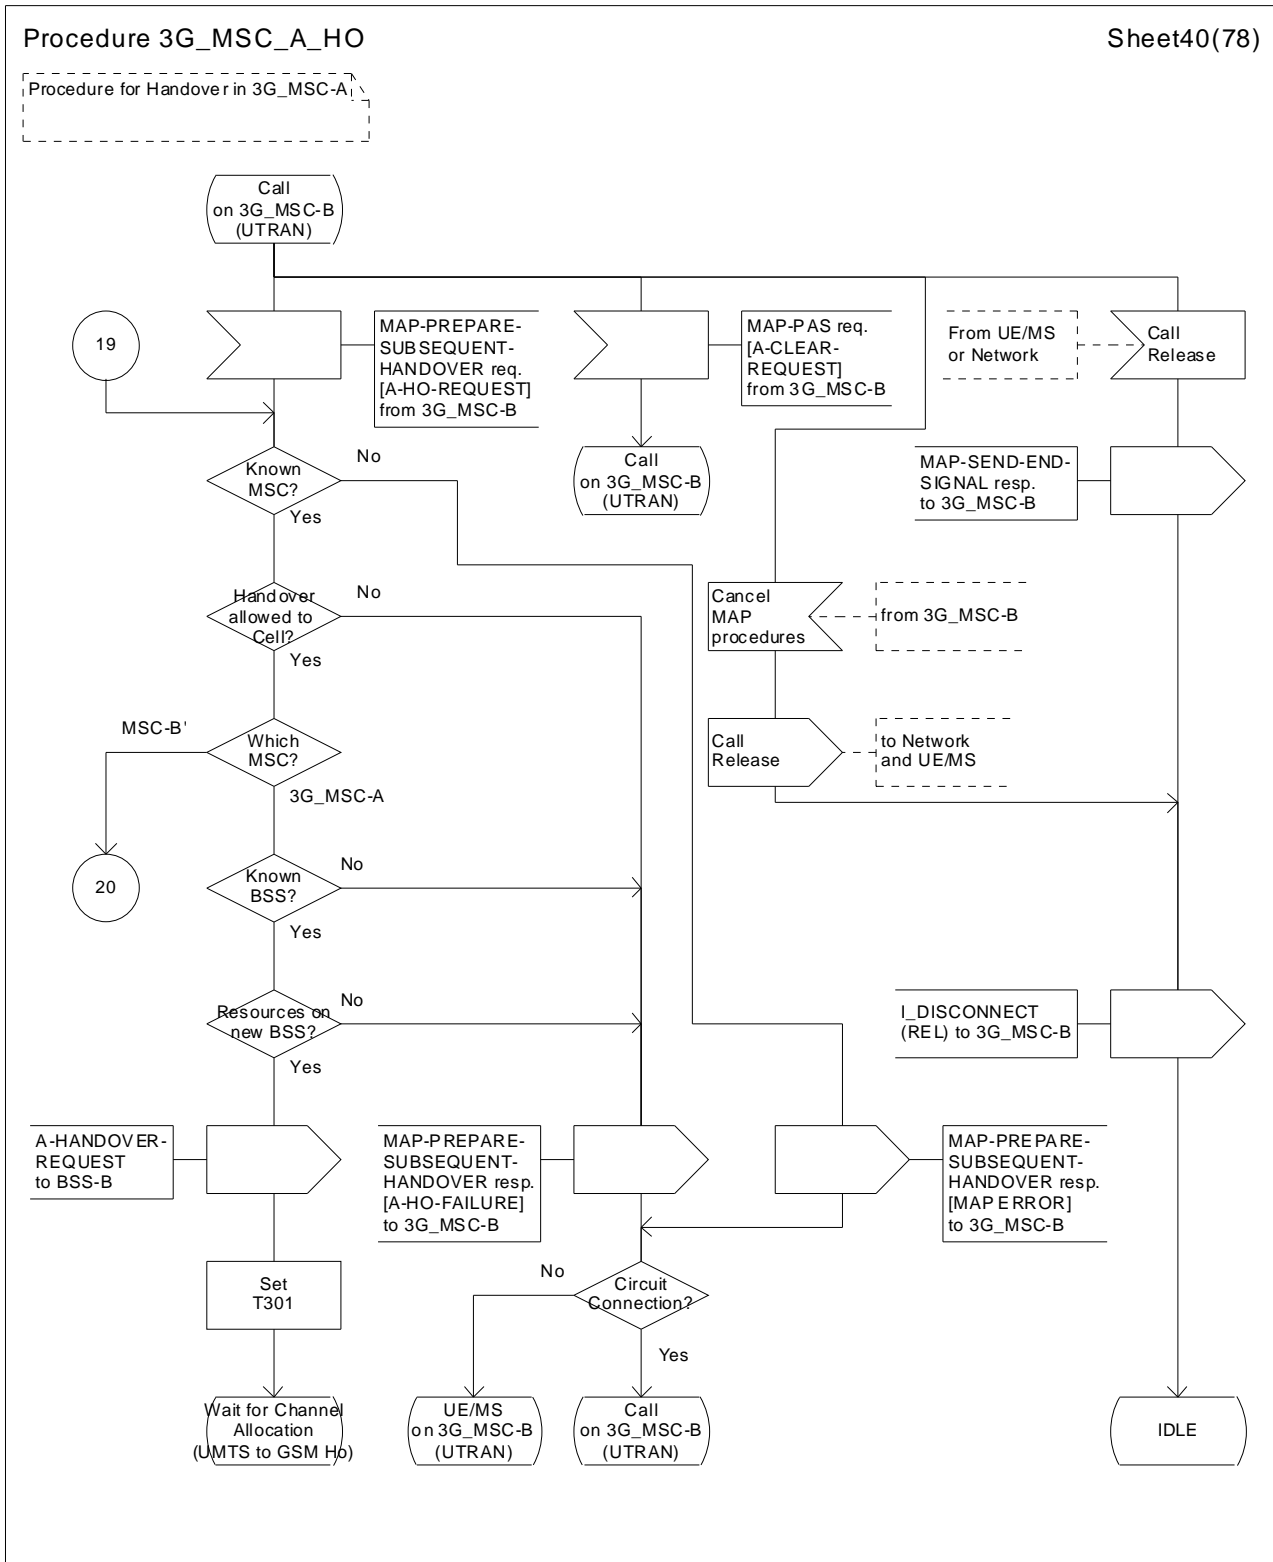 Procedure 3G_MSC_A_HO
Sheet40(78)
Procedure for Handover in 3G_MSC-A
Call
on 3G_MSC-B
(UTRAN)
19
MAP-PREPARE-
SUBSEQUENT-
HANDOVER req.
[A-HO-REQUEST]
from 3G_MSC-B
MAP-PAS req.
[A-CLEAR-
REQUEST]
from 3G_MSC-B
From UE/MS
or Network
Call
Release
Known
MSC?
No
Yes
Call
on 3G_MSC-B
(UTRAN)
MAP-SEND-END-
SIGNAL resp.
to 3G_MSC-B
Handover
allowed to
Cell?
No
Yes
Cancel
MAP
procedures
from 3G_MSC-B
MSC-B'
Which
MSC?
3G_MSC-A
Call
Release
to Network
and UE/MS
20
Known
BSS?
No
Yes
Resources on
new BSS?
No
Yes
I_DISCONNECT
(REL) to 3G_MSC-B
A-HANDOVER-
REQUEST
to BSS-B
MAP-PREPARE-
SUBSEQUENT-
HANDOVER resp.
[A-HO-FAILURE]
to 3G_MSC-B
MAP-PREPARE-
SUBSEQUENT-
HANDOVER resp.
[MAP ERROR]
to 3G_MSC-B
Set
T301
No
Circuit
Connection?
Yes
Wait for Channel
Allocation
(UMTS to GSM Ho)
UE/MS
on 3G_MSC-B
(UTRAN)
Call
on 3G_MSC-B
(UTRAN)
IDLE